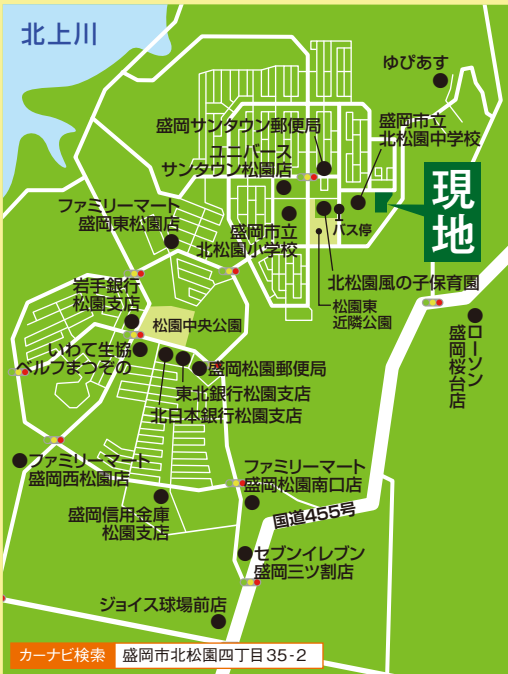 北上川
ゆぴあす
盛岡サンタウン郵便局
盛岡市立
北松園中学校
ユニバース
サンタウン松園店
現地
ファミリーマート
盛岡東松園店
盛岡市立
北松園小学校
バス停
北松園風の子保育園
岩手銀行
松園支店
松園中央公園
松園東
近隣公園
ローソン
盛岡桜台店
いわて生協
ベルフまつぞの
盛岡松園郵便局
東北銀行松園支店
北日本銀行松園支店
ファミリーマート
盛岡西松園店
ファミリーマート
盛岡松園南口店
盛岡信用金庫
松園支店
国道455号
セブンイレブン
盛岡三ツ割店
ジョイス球場前店
カーナビ検索 盛岡市北松園四丁目35-2